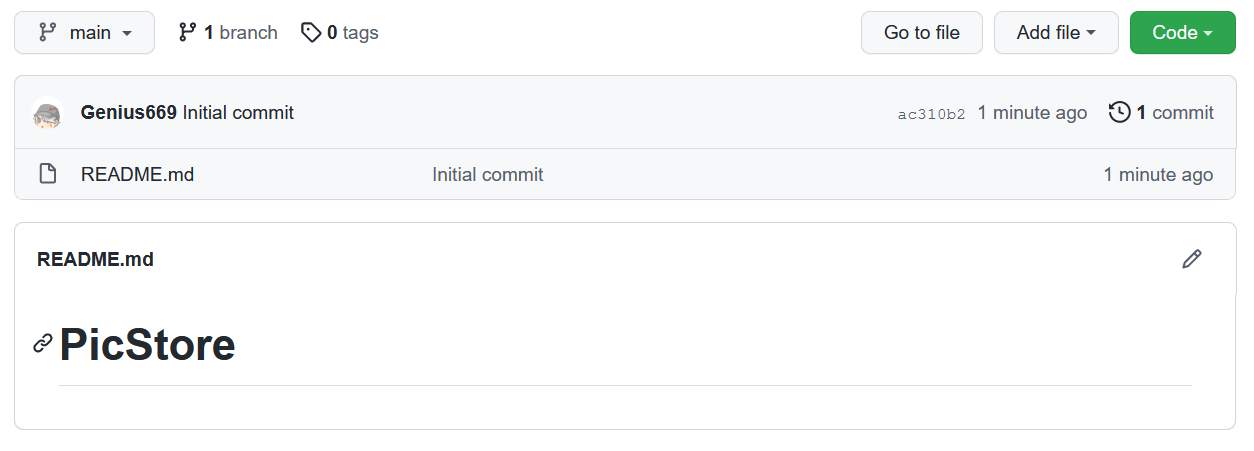 main 1 branch 0 tags Go to file Add file Code
Genius669 Initial commit ac310b2 1 minute ago 1 commit
README.md Initial commit 1 minute ago
README.md
PicStore